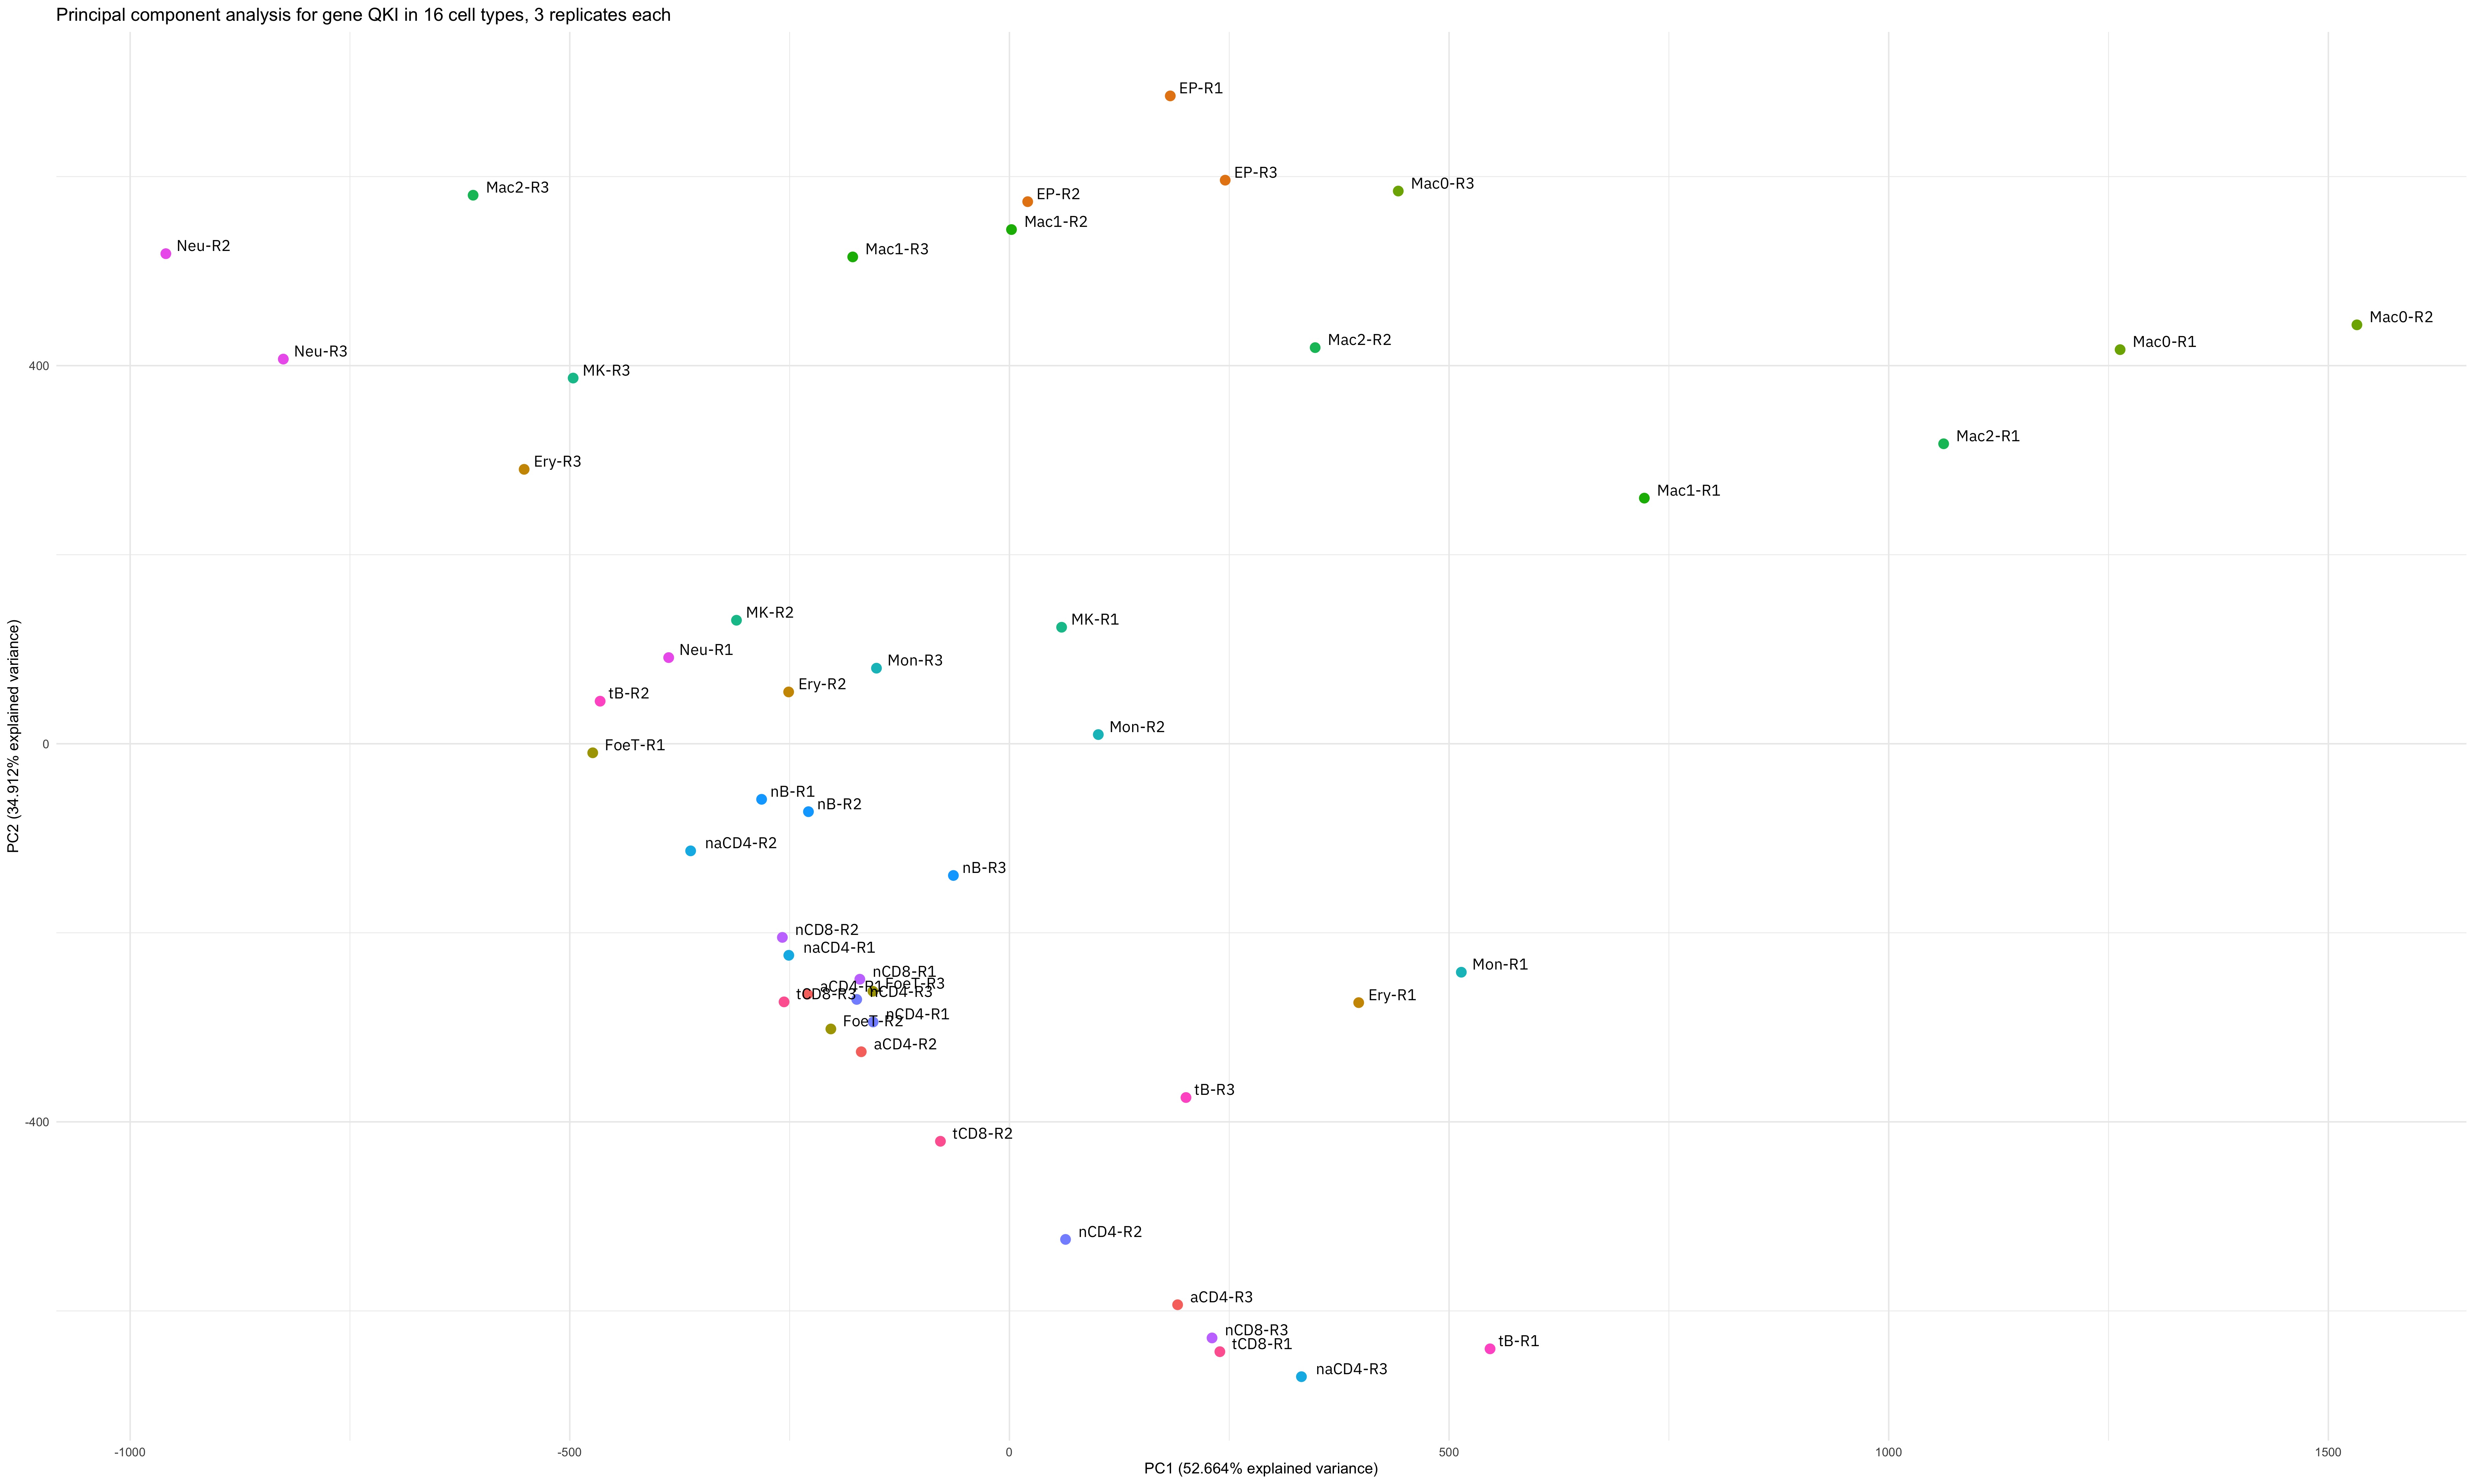 Principal component analysis for gene QKI in 16 cell types, 3 replicates each
EP-R1
EP-R3
Mac0-R3
Mac2-R3
EP-R2
Mac1-R2
Neu-R2
Mac1-R3
Mac0-R2
Mac2-R2
Mac0-R1
Neu-R3
400
MK-R3
Mac2-R1
Ery-R3
Mac1-R1
MK-R2
MK-R1
Neu-R1
Mon-R3
Ery-R2
tB-R2
Mon-R2
FoeT-R1
0
nB-R1
nB-R2
naCD4-R2
nB-R3
nCD8-R2
naCD4-R1
nCD8-R1
Mon-R1
FoeT-R3
aCD4-R1
nCD4-R3
tCD8-R3
Ery-R1
nCD4-R1
FoeT-R2
aCD4-R2
tB-R3
-400
tCD8-R2
nCD4-R2
aCD4-R3
nCD8-R3
tCD8-R1
tB-R1
naCD4-R3
PC2 (34.912% explained variance)
-1000
-500
0
500
1000
1500
PC1 (52.664% explained variance)